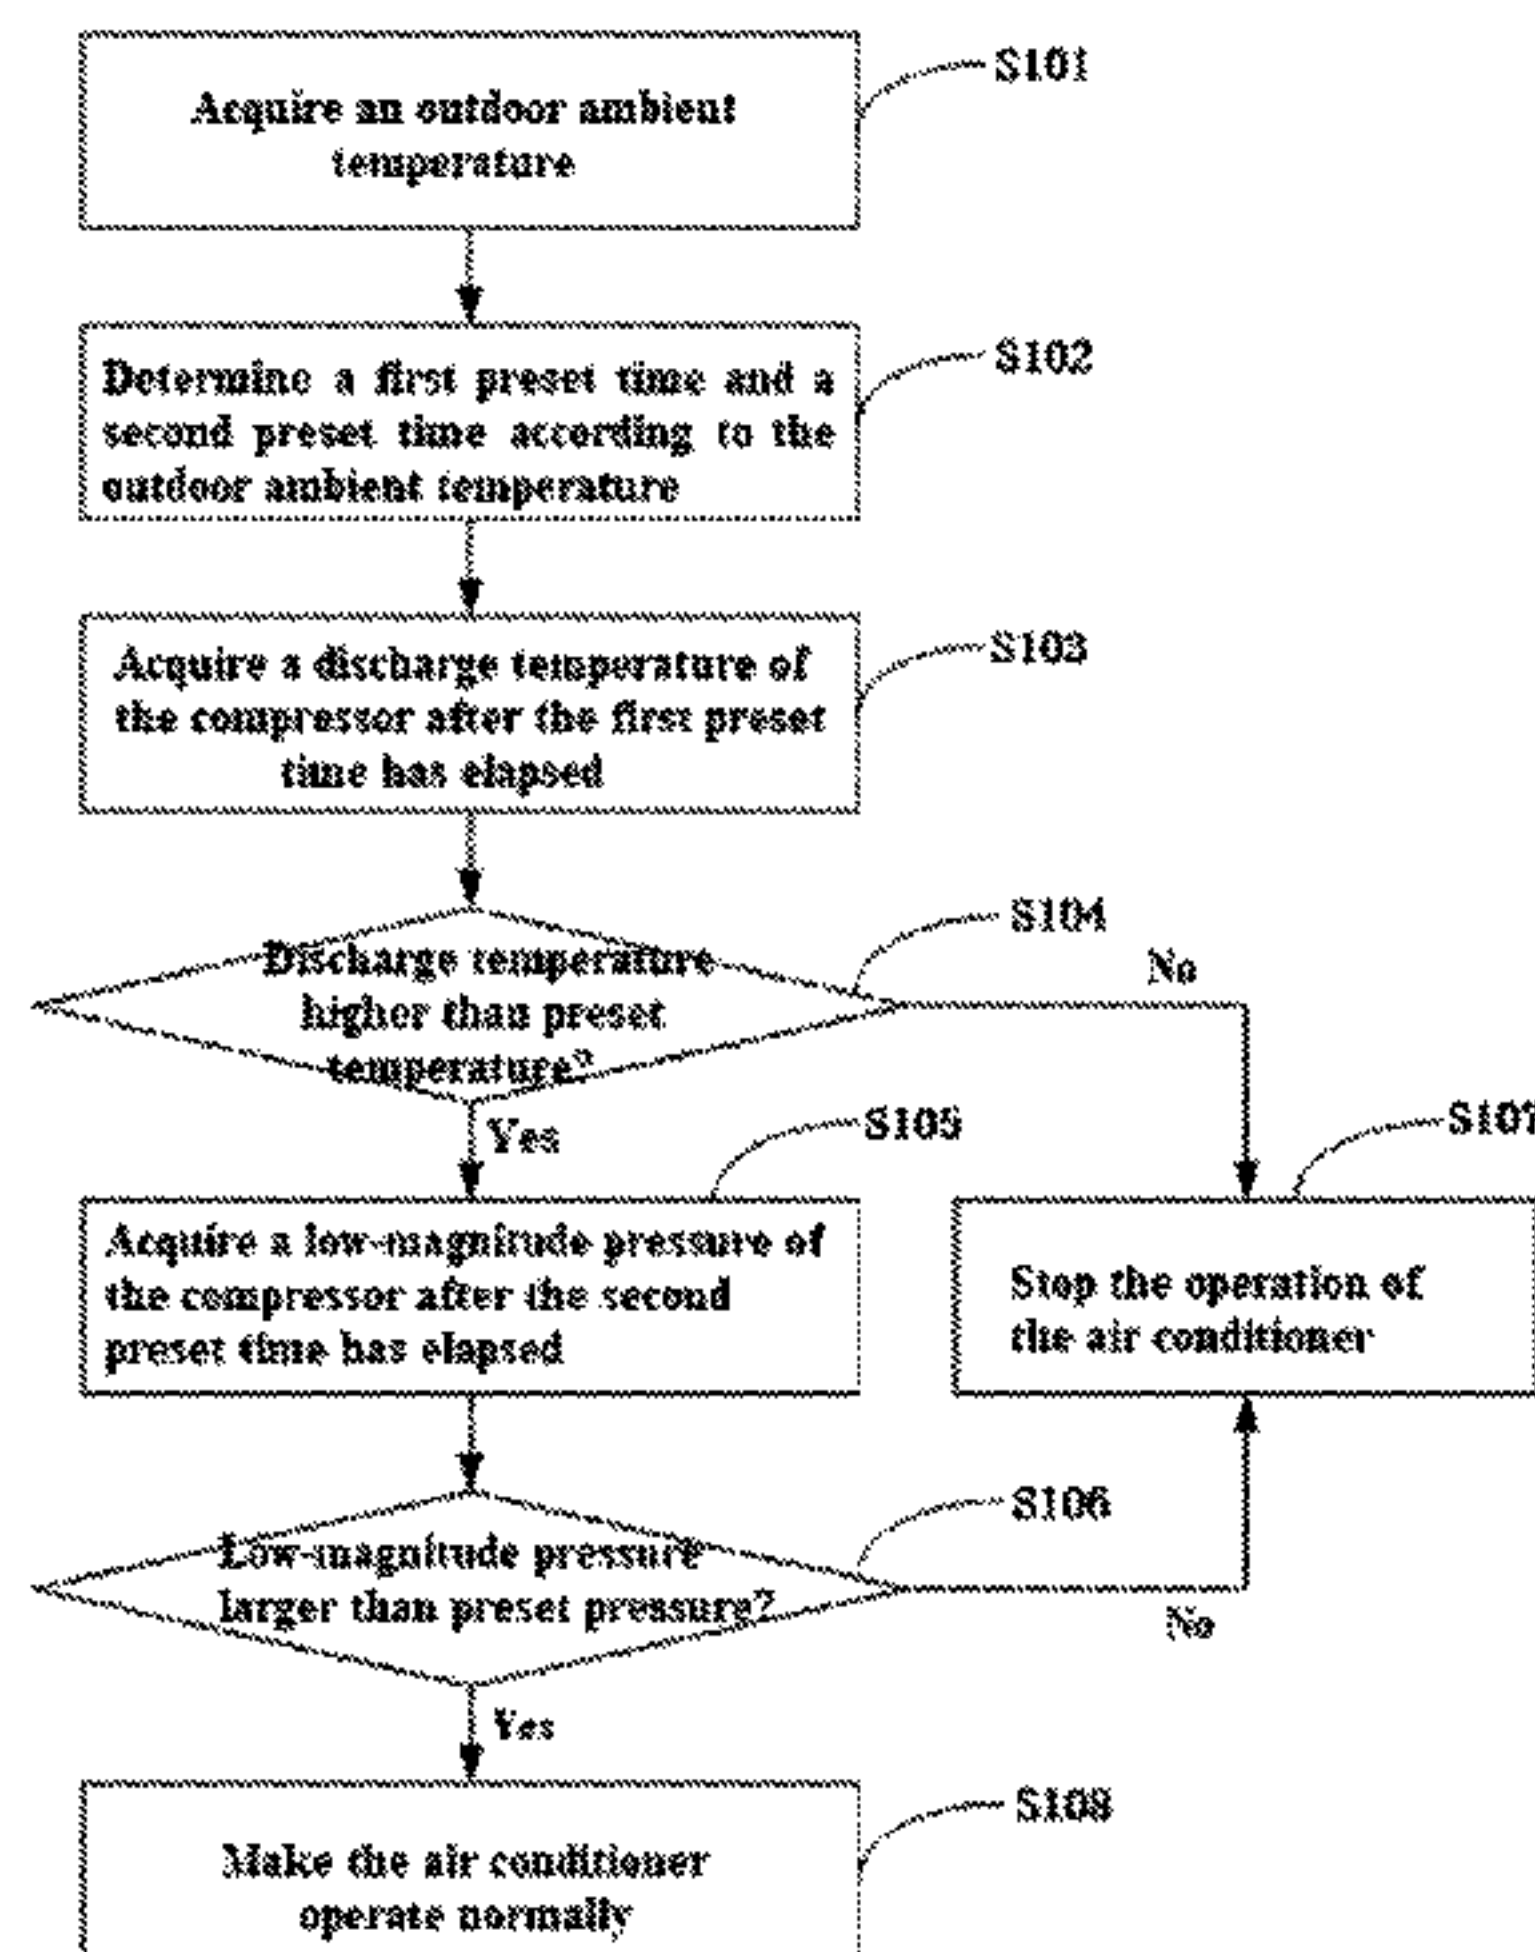 S101
Acquire an outdoor ambient
temperature
S102
Determine a first preset time and a
second preset time according to the
outdoor ambient temperature
S103
Acquire a discharge temperature of
the compressor after the first preset
time has elapsed
S104
Discharge temperature
higher than preset
temperature?
No
Yes
S105
S107
Acquire a low-magnitude pressure of
the compressor after the second
preset time has elapsed
Stop the operation of
the air conditioner
S106
Low-magnitude pressure
larger than preset pressure?
No
Yes
S108
Make the air conditioner
operate normally